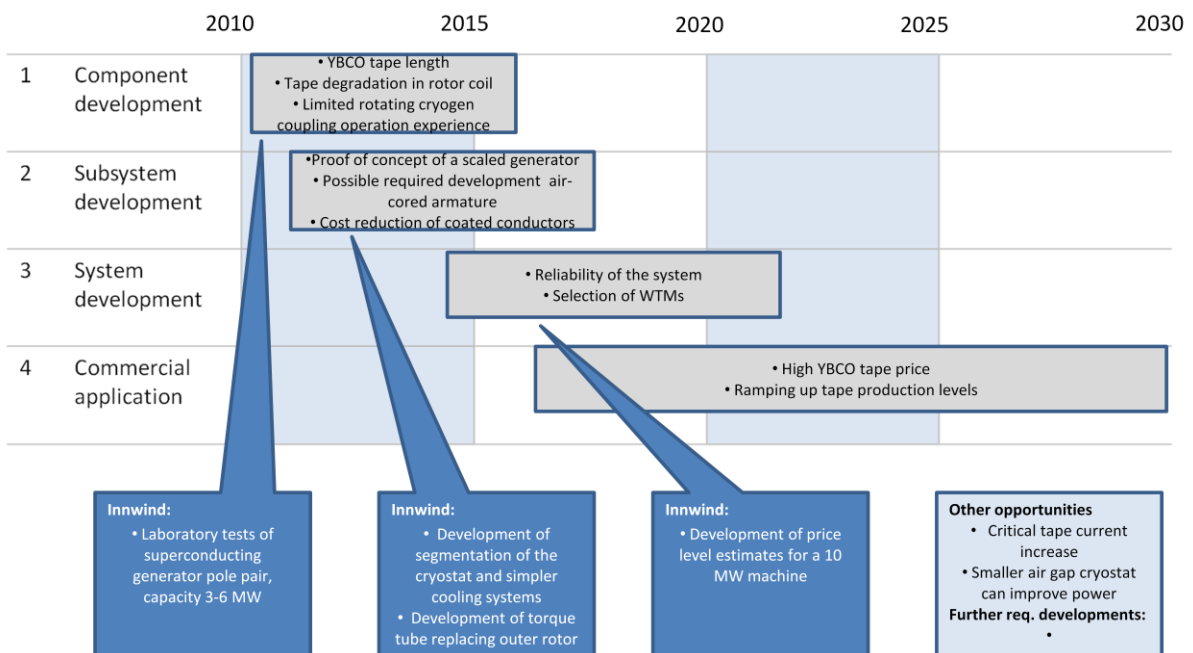 2010 2015 2020 2025 2030
1 Component
development
• YBCO tape length
• Tape degradation in rotor coil
• Limited rotating cryogen
coupling operation experience
2 Subsystem
development
•Proof of concept of a scaled generator
• Possible required development air-
cored armature
• Cost reduction of coated conductors
3 System
development
• Reliability of the system
• Selection of WTMs
4 Commercial
application
• High YBCO tape price
• Ramping up tape production levels
Innwind:
• Laboratory tests of
superconducting
generator pole pair,
capacity 3-6 MW
Innwind:
• Development of
segmentation of the
cryostat and simpler
cooling systems
• Development of torque
tube replacing outer rotor
Innwind:
• Development of price
level estimates for a 10
MW machine
Other opportunities
• Critical tape current
increase
• Smaller air gap cryostat
can improve power
Further req. developments:
•